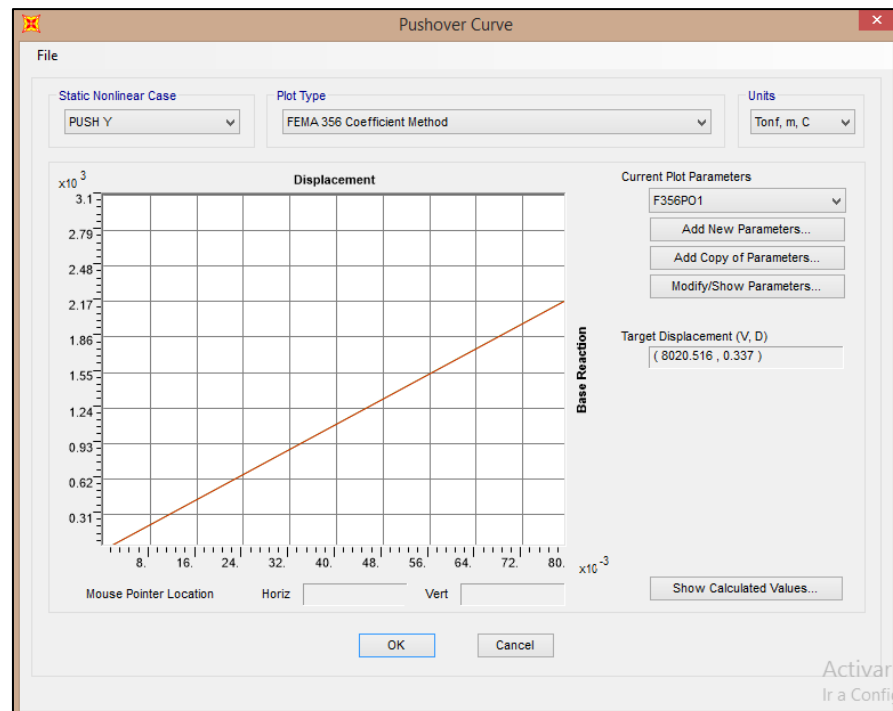 Pushover Curve
File
Static Nonlinear Case
PUSH Y
Plot Type
FEMA 356 Coefficient Method
Units
Tonf, m, C
Displacement
x10 3
3.1
2.79
2.48
2.17
1.86
1.55
1.24
0.93
0.62
0.31
8. 16. 24. 32. 40. 48. 56. 64. 72. 80.
x10 -3
Base Reaction
Current Plot Parameters
F356PO1
Add New Parameters...
Add Copy of Parameters...
Modify/Show Parameters...
Target Displacement (V, D)
( 8020.516 , 0.337 )
Mouse Pointer Location Horiz Vert
Show Calculated Values...
OK Cancel
Activar
Ir a Confi